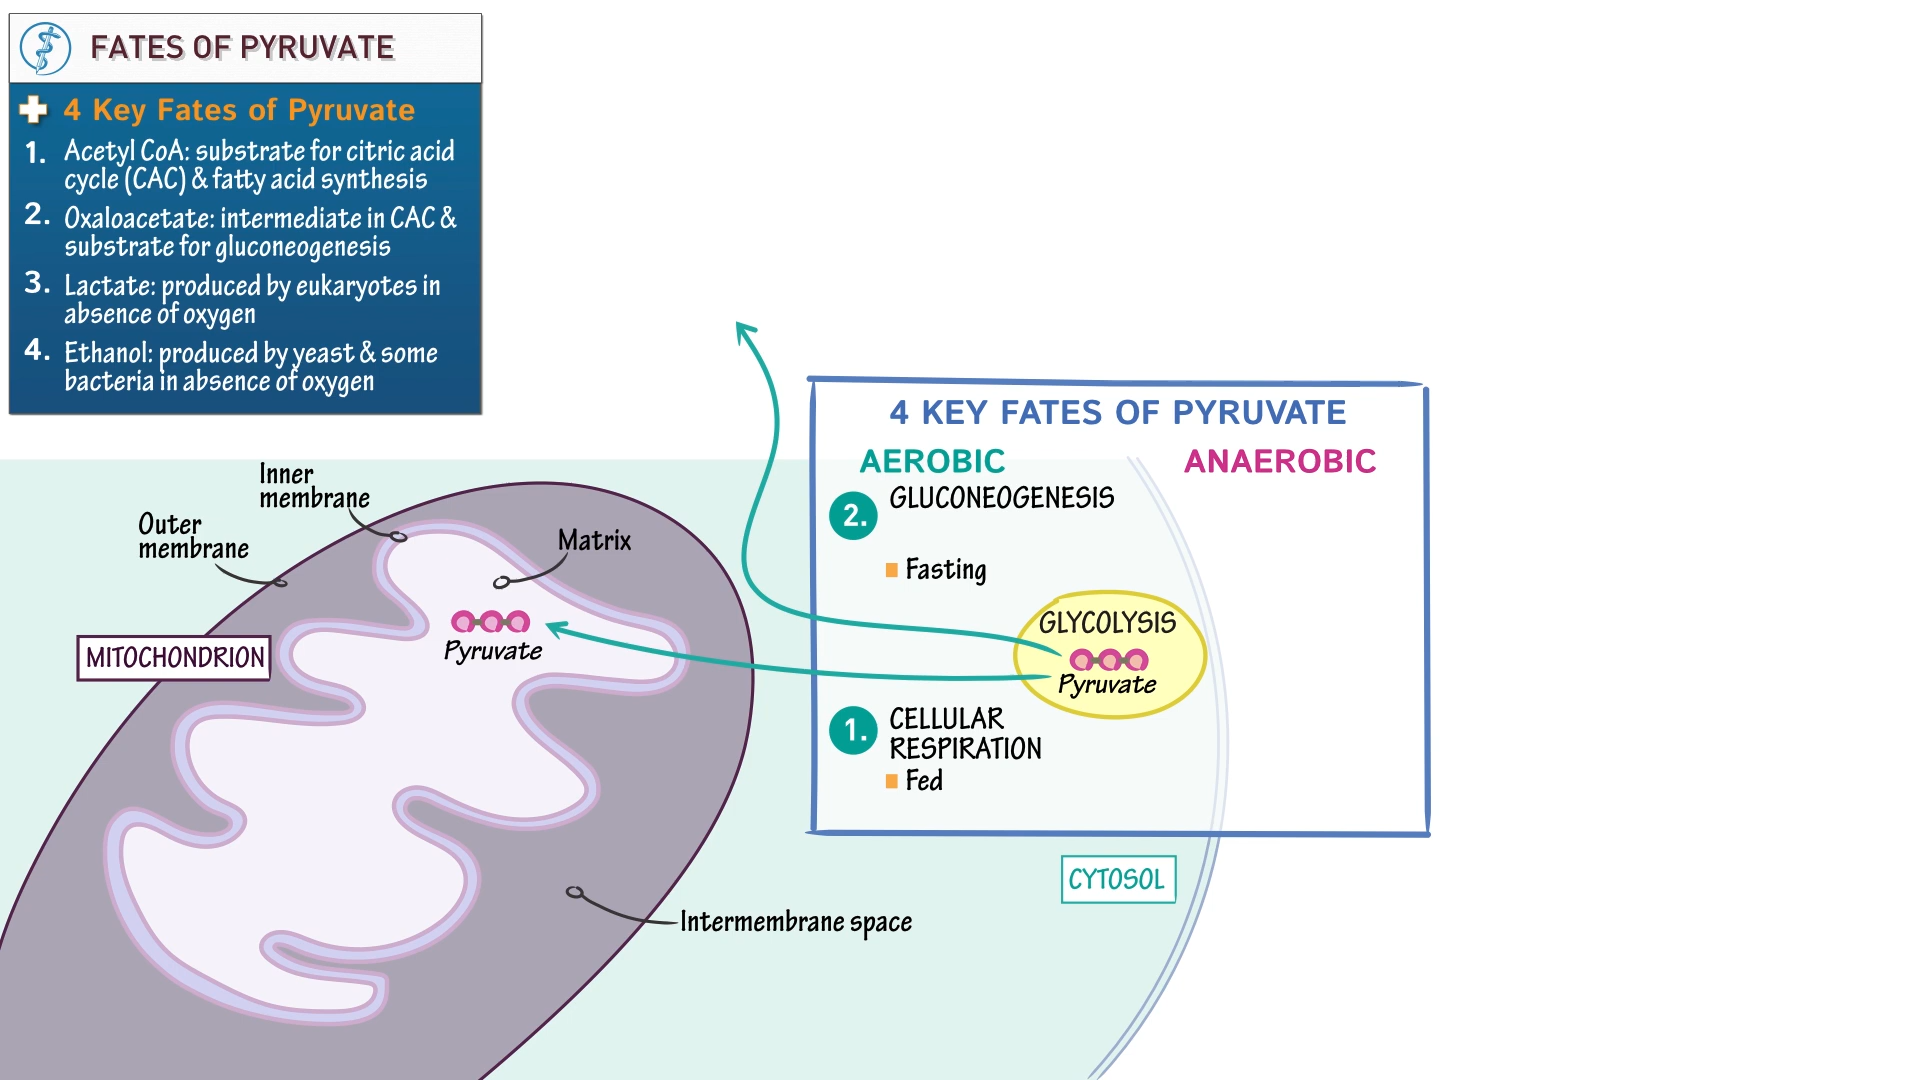 FATES OF PYRUVATE
4 Key Fates of Pyruvate
1. Acetyl CoA: substrate for citric acid
cycle (CAC) & fatty acid synthesis
2. Oxaloacetate: intermediate in CAC &
substrate for gluconeogenesis
3. Lactate: produced by eukaryotes in
absence of oxygen
4. Ethanol: produced by yeast & some
bacteria in absence of oxygen
4 KEY FATES OF PYRUVATE
AEROBIC
ANAEROBIC
2. GLUCONEOGENESIS
Fasting
GLYCOLYSIS
Pyruvate
1. CELLULAR
RESPIRATION
Fed
CYTOSOL
Inner
membrane
Outer
membrane
Matrix
Pyruvate
MITOCHONDRION
Intermembrane space